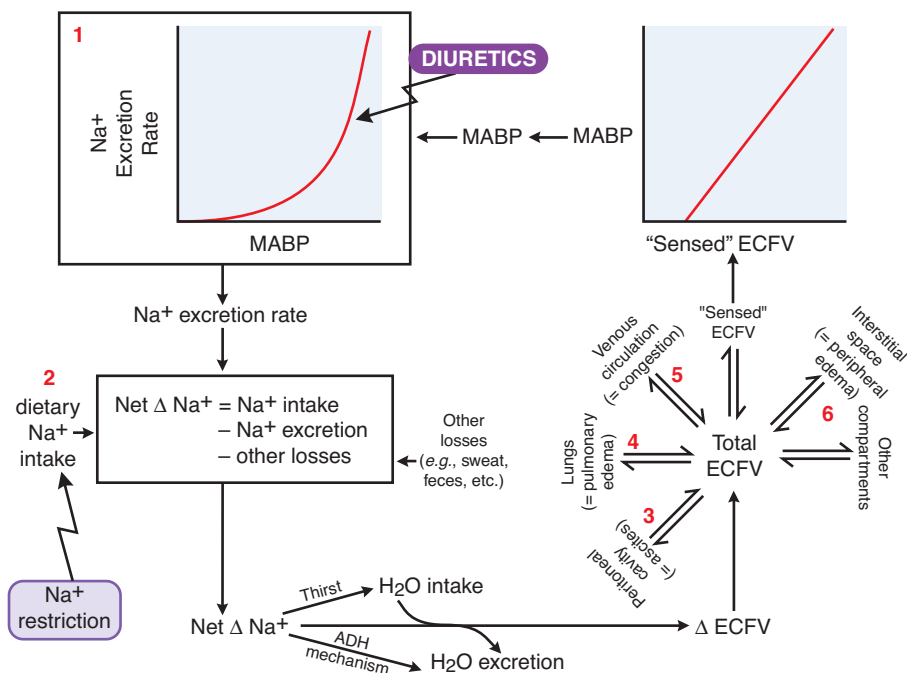 1
DIURETICS
Na+
Excretion
Rate
MABP
MABP
MABP
"Sensed" ECFV
Na+ excretion rate
2
dietary
Na+
intake
Net Δ Na+ = Na+ intake
– Na+ excretion
– other losses
Other
losses
(e.g., sweat,
feces, etc.)
Na+
restriction
"Sensed"
ECFV
Venous
circulation
(= congestion)
5
Interstitial
space
(= peripheral
edema)
6
Lungs
(= pulmonary
edema)
4
Total
ECFV
Other
compartments
3
Peritoneal
cavity
(= ascites)
Net Δ Na+
Thirst
H2O intake
ADH
mechanism
H2O excretion
Δ ECFV